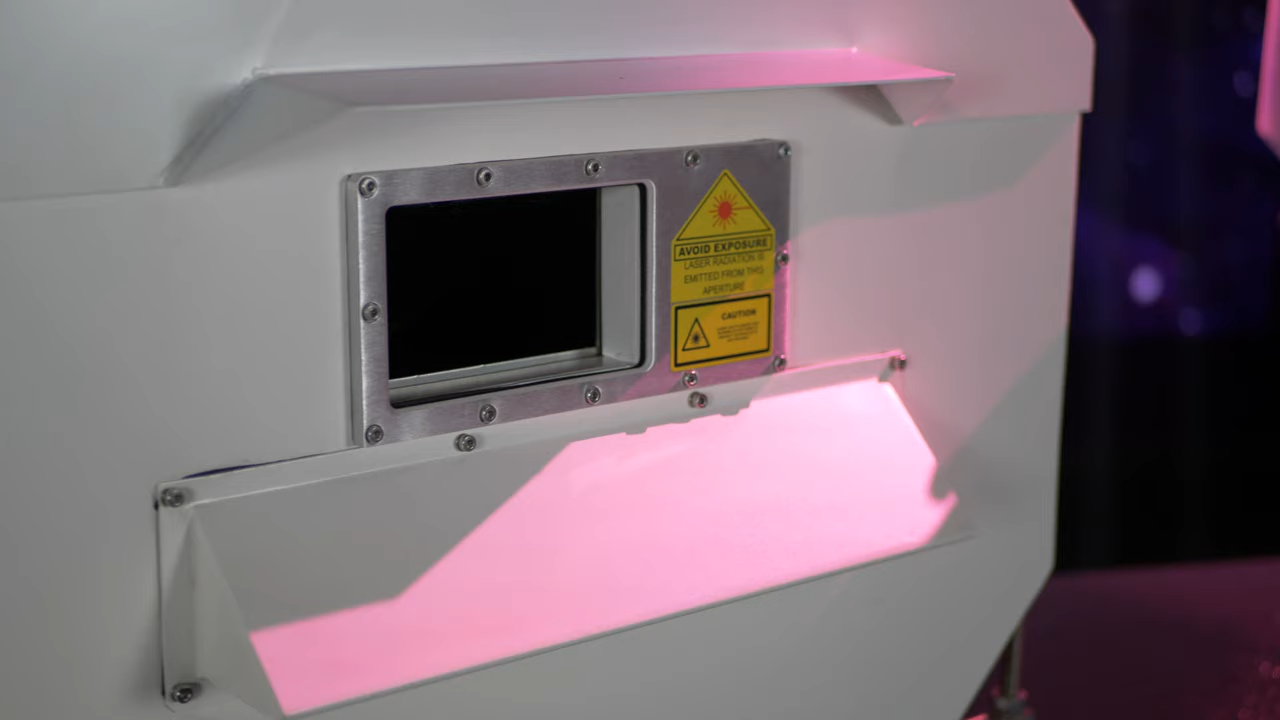 AVOID EXPOSURE
LASER RADIATION IS
EMITTED FROM THIS
APERTURE
CAUTION